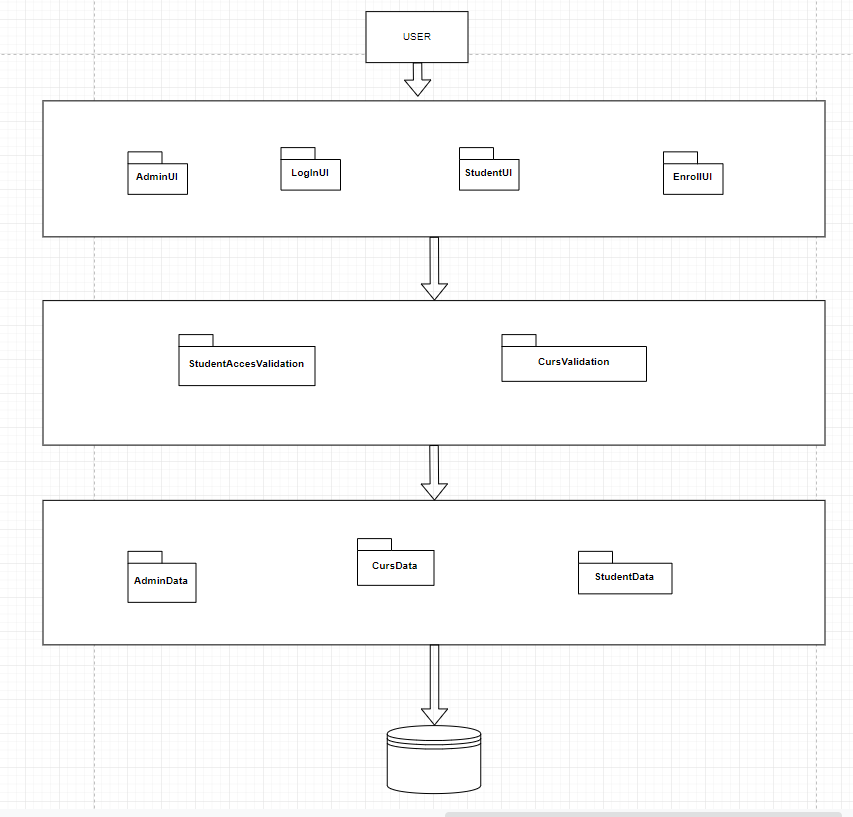 USER
AdminUI
LogInUI
StudentUI
EnrollUI
StudentAccesValidation
CursValidation
AdminData
CursData
StudentData